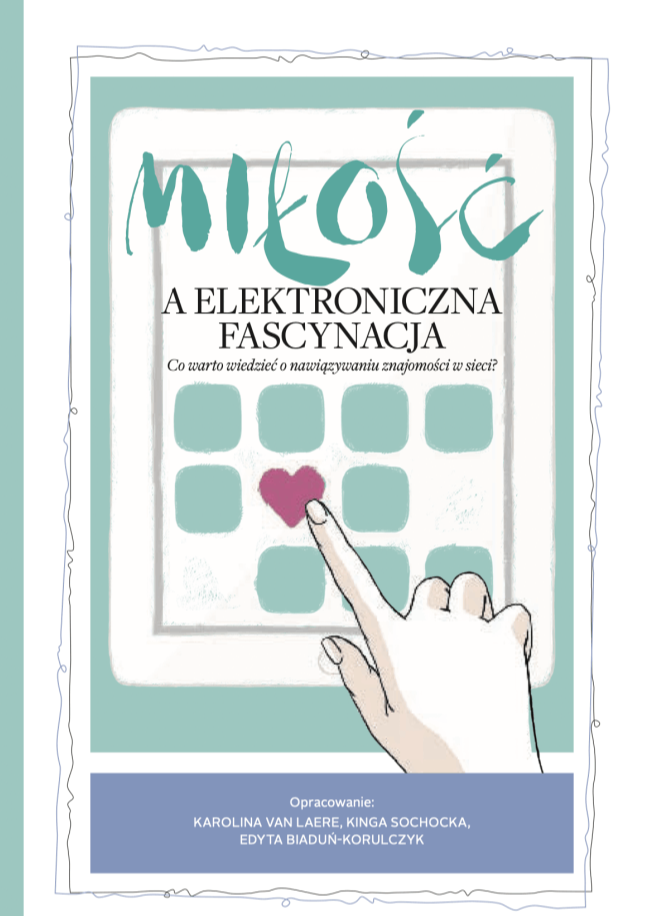 MIŁOŚĆ
A ELEKTRONICZNA
FASCYNACJA
Co warto wiedzieć o nawiązywaniu znajomości w sieci?
Opracowanie:
KAROLINA VAN LAERE, KINGA SOCHOCKA,
EDYTA BIADUŃ-KORULCZYK